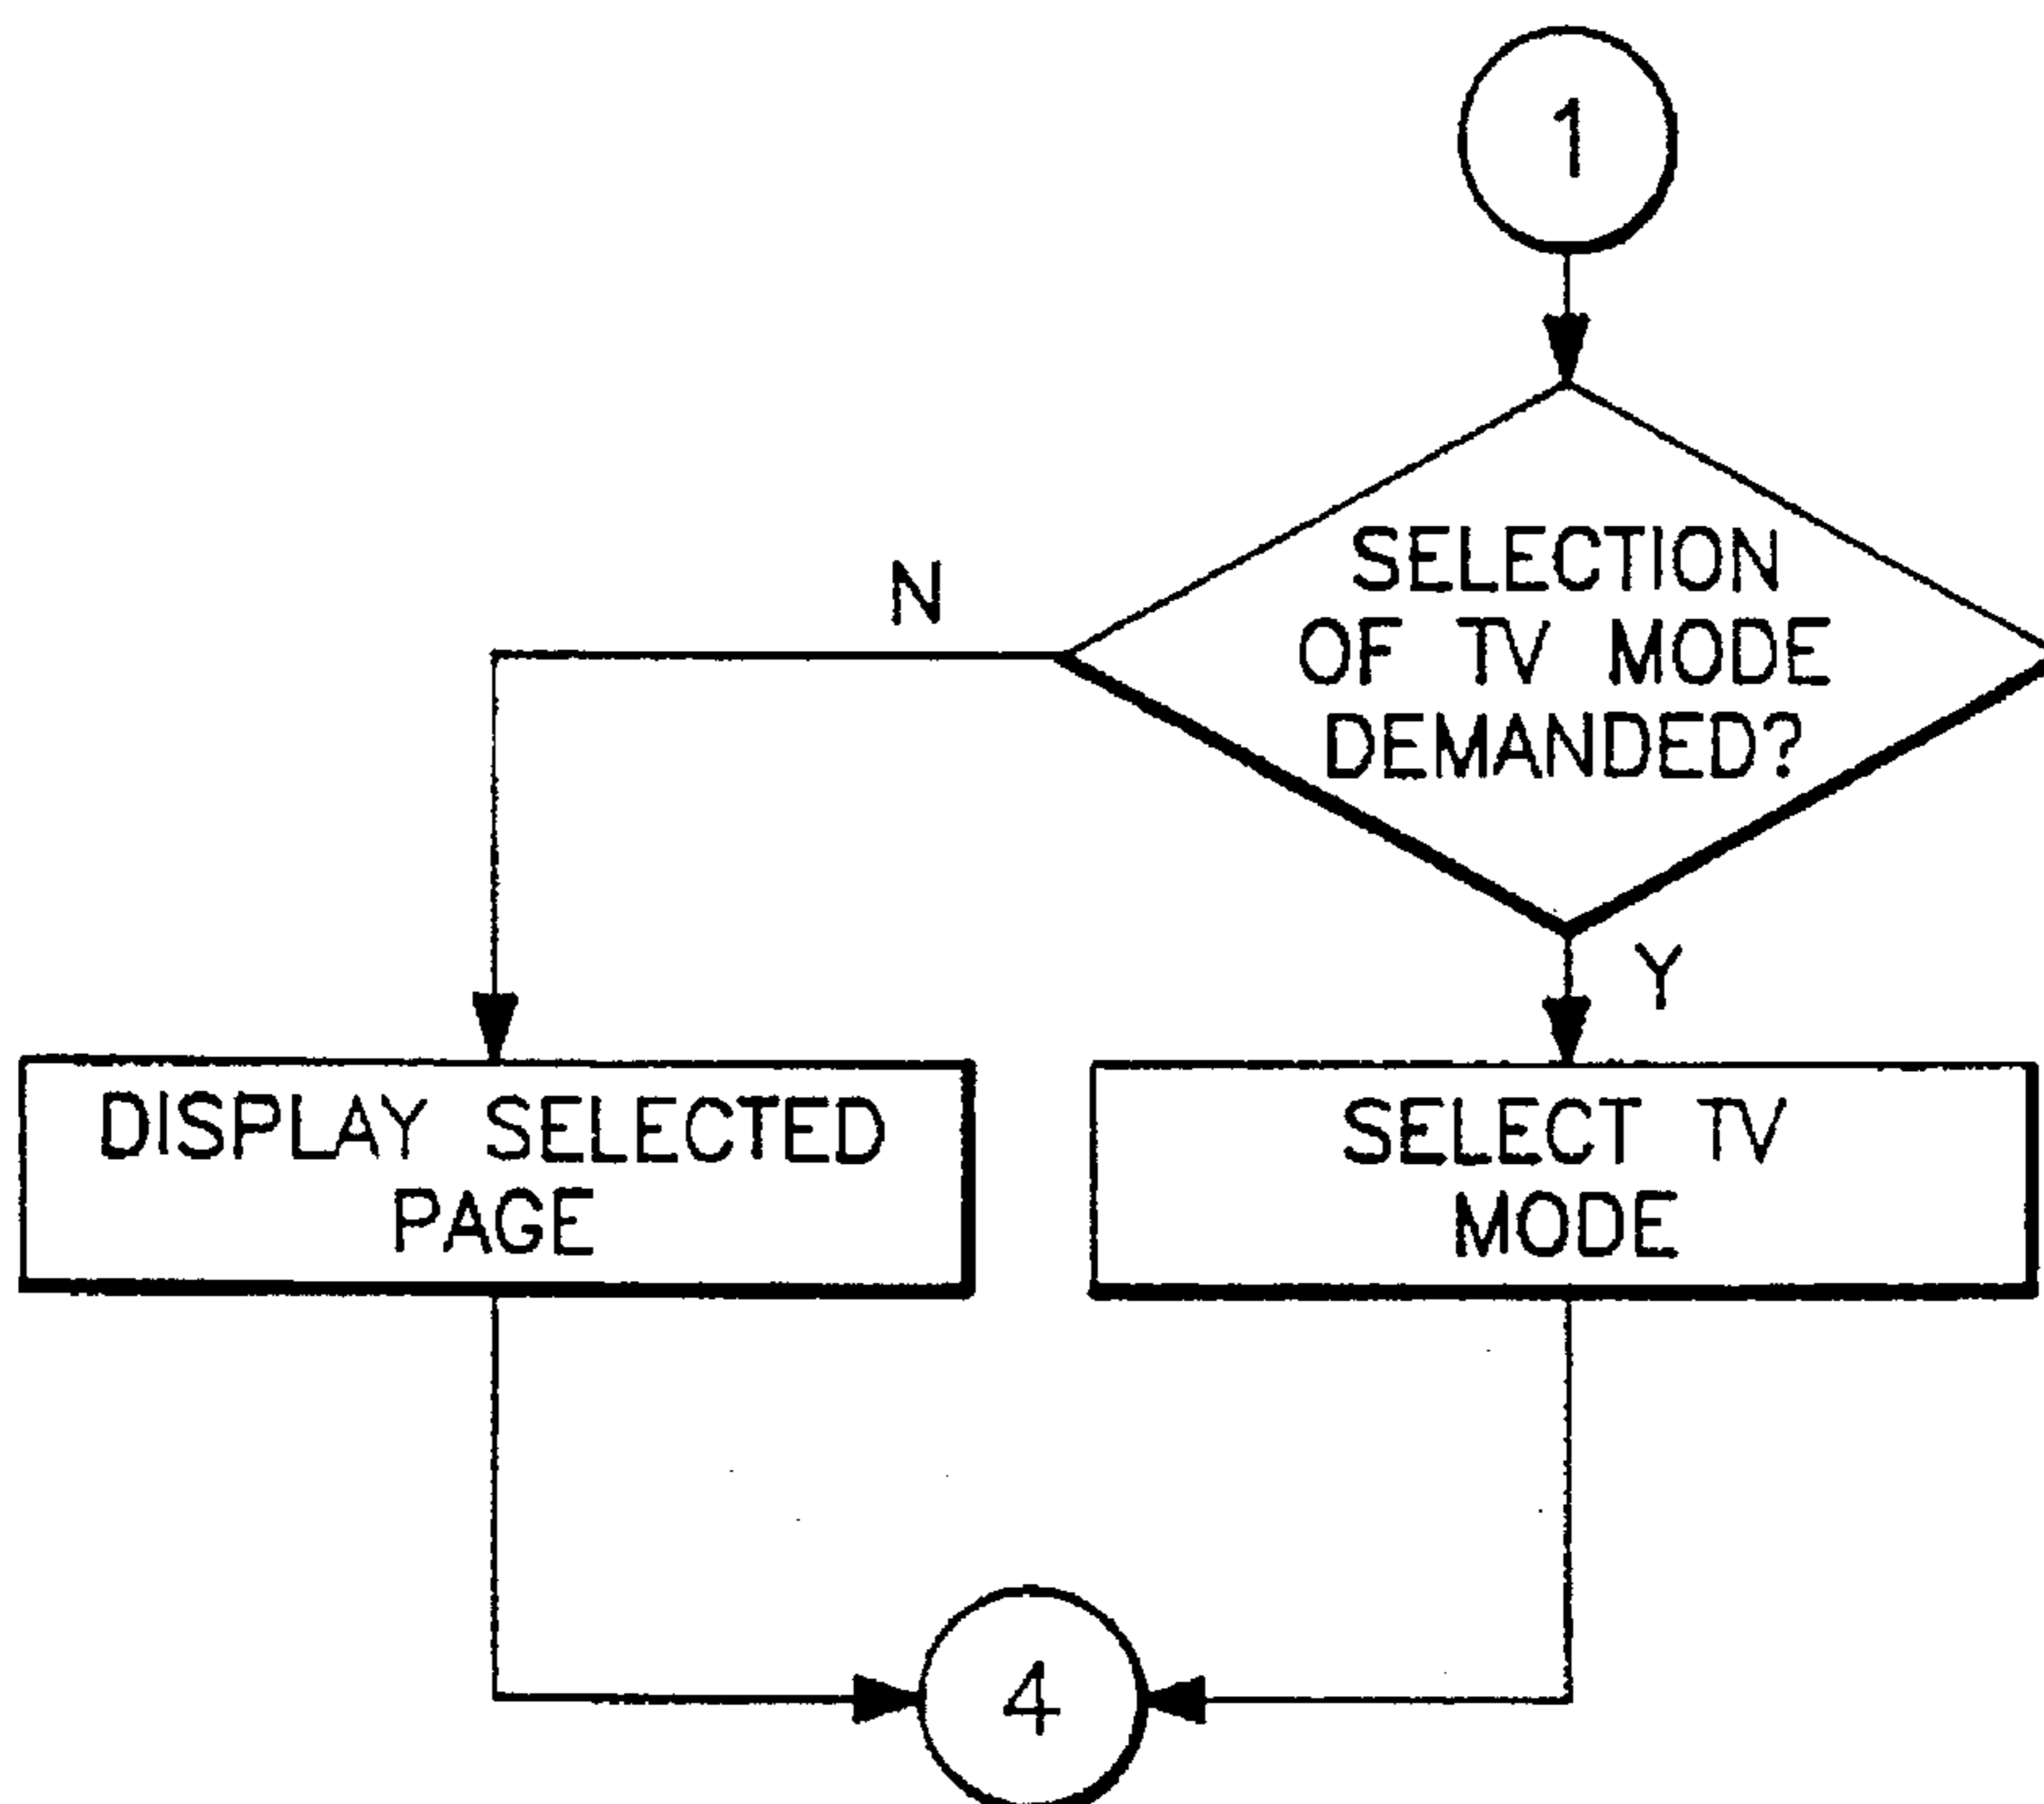 1
SELECTION
OF TV MODE
DEMANDED?
N
Y
DISPLAY SELECTED
PAGE
SELECT TV
MODE
4